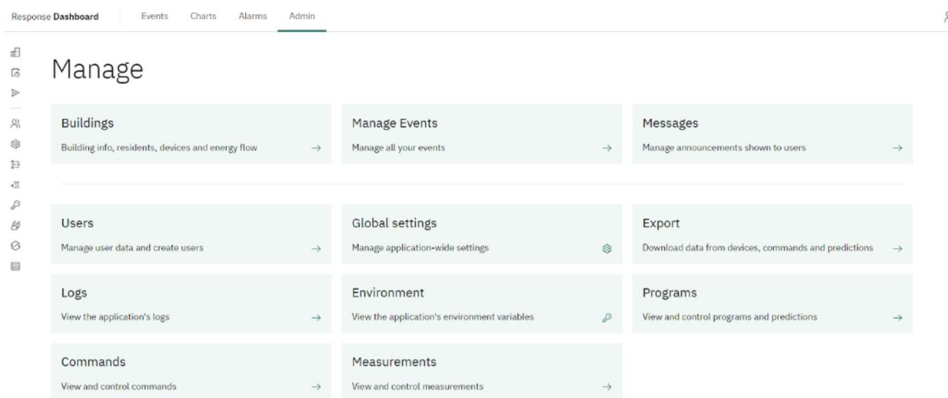 Response Dashboard Events Charts Alarms Admin
Manage
Buildings
Building info, residents, devices and energy flow
Manage Events
Manage all your events
Messages
Manage announcements shown to users
Users
Manage user data and create users
Global settings
Manage application-wide settings
Export
Download data from devices, commands and predictions
Logs
View the application's logs
Environment
View the application's environment variables
Programs
View and control programs and predictions
Commands
View and control commands
Measurements
View and control measurements